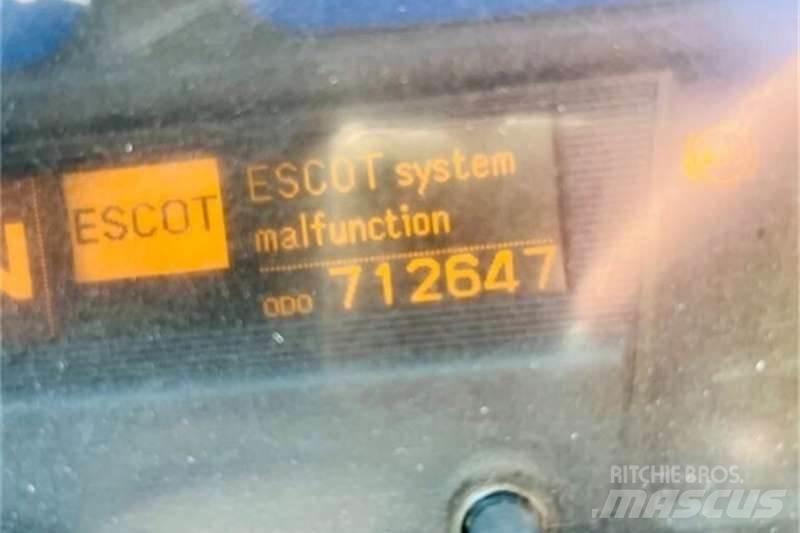 N
ESCOT
ESCOT system
malfunction
ODO 712647
RITCHIE BROS.
MASCUS